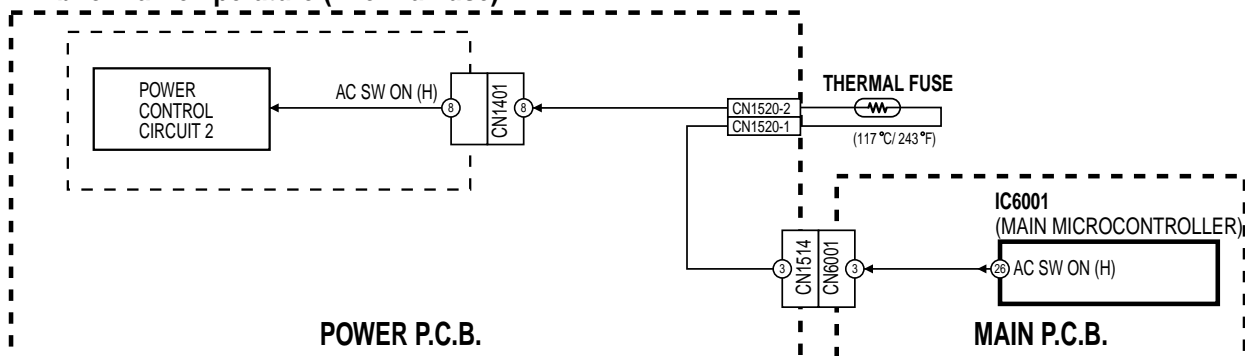 POWER
CONTROL
CIRCUIT 2
AC SW ON (H)
8
CN1401
8
CN1520-2
CN1520-1
THERMAL FUSE
(117 °C/ 243 °F)
IC6001
(MAIN MICROCONTROLLER)
3
CN1514
CN6001
3
26
AC SW ON (H)
POWER P.C.B.
MAIN P.C.B.